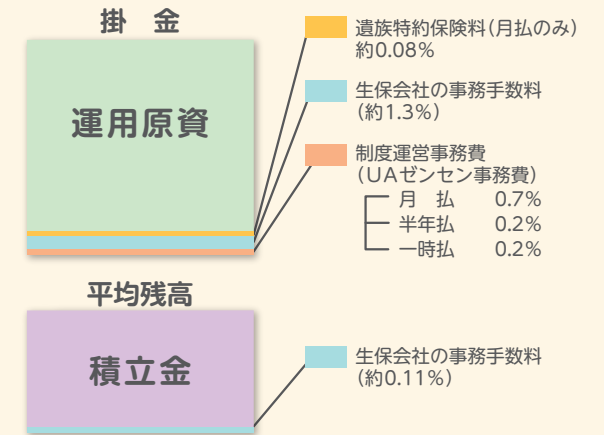 掛　金
運用原資
遺族特約保険料（月払のみ）
約0.08%
生保会社の事務手数料
（約1.3%）
制度運営事務費
（UAゼンセン事務費）
月　払　0.7%
半年払　0.2%
一時払　0.2%
平均残高
積立金
生保会社の事務手数料
（約0.11%）